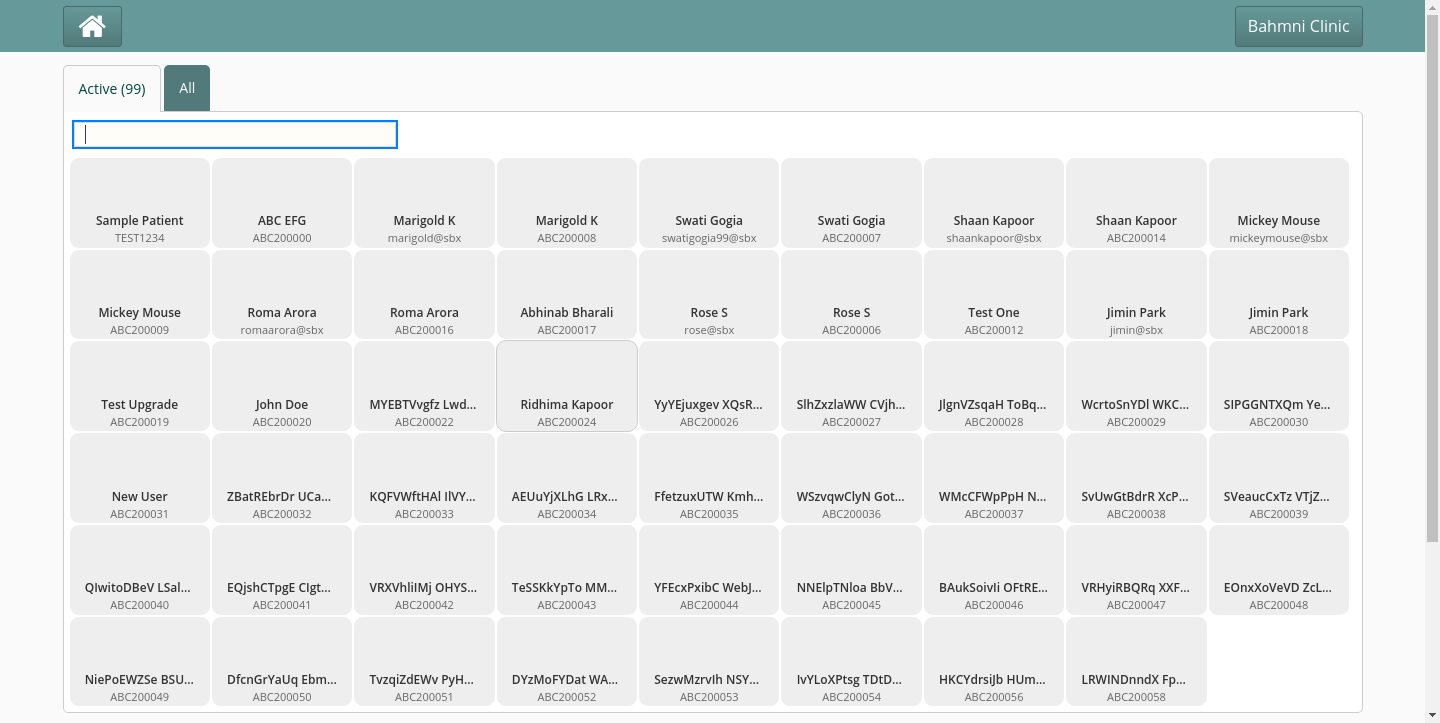 Bahmni Clinic
Active (99)
All
Sample Patient
TEST1234
ABC EFG
ABC200000
Marigold K
marigold@sbx
Marigold K
ABC200008
Swati Gogia
swatigogia99@sbx
Swati Gogia
ABC200007
Shaan Kapoor
shaankapoor@sbx
Shaan Kapoor
ABC200014
Mickey Mouse
mickeymouse@sbx
Mickey Mouse
ABC200009
Roma Arora
romaarora@sbx
Roma Arora
ABC200016
Abhinab Bharali
ABC200017
Rose S
rose@sbx
Rose S
ABC200006
Test One
ABC200012
Jimin Park
jimin@sbx
Jimin Park
ABC200018
Test Upgrade
ABC200019
John Doe
ABC200020
MYEBTVvgfz Lwd...
ABC200022
Ridhima Kapoor
ABC200024
YyYEjuxgev XQsR...
ABC200026
SlhZxzlaWW CVjh...
ABC200027
JlgnVZsqaH ToBq...
ABC200028
WcrtoSnYDl WKC...
ABC200029
SIPGGNTXQm Ye...
ABC200030
New User
ABC200031
ZBatREbrDr UCa...
ABC200032
KQFVWftHAl IlVY...
ABC200033
AEUuYjXLhG LRx...
ABC200034
FfetzuxUTW Kmh...
ABC200035
WSzvqwClyN Got...
ABC200036
WMcCFWpPpH N...
ABC200037
SvUwGtBdrR XcP...
ABC200038
SVeaucCxTz VTjZ...
ABC200039
QIwitoDBeV LSal...
ABC200040
EQjshCTpgE CIgt...
ABC200041
VRXVhliIMj OHYS...
ABC200042
TeSSKkYpTo MM...
ABC200043
YFEcxPxibC WebJ...
ABC200044
NNElpTNloa BbV...
ABC200045
BAukSoivIi OFtRE...
ABC200046
VRHyiRBQRq XXF...
ABC200047
EOnxXoVeVD ZcL...
ABC200048
NiePoEWZSe BSU...
ABC200049
DfcnGrYaUq Ebm...
ABC200050
TvzqiZdEWv PyH...
ABC200051
DYzMoFYDat WA...
ABC200052
SezwMzrvIh NSY...
ABC200053
IvYLoXPtsg TDtD...
ABC200054
HKCYdrsiJb HUm...
ABC200056
LRWINDnndX Fp...
ABC200058